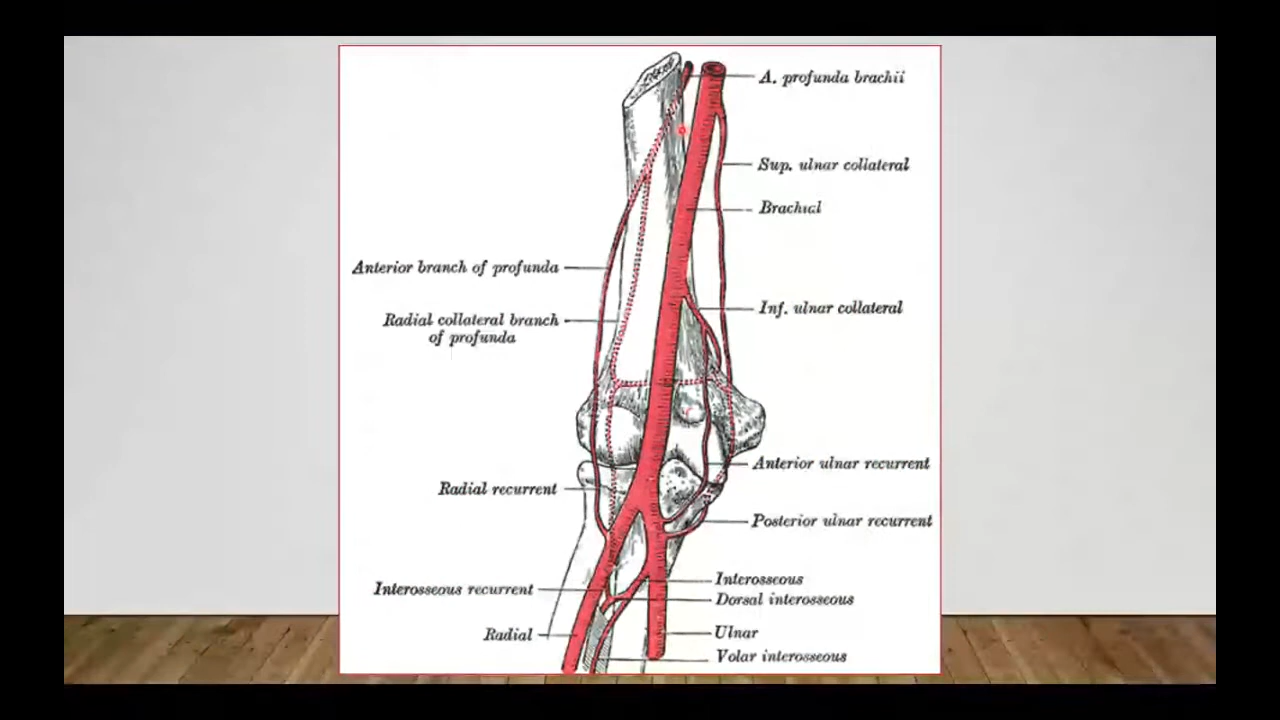 A. profunda brachii
Sup. ulnar collateral
Brachial
Anterior branch of profunda
Inf. ulnar collateral
Radial collateral branch
of profunda
Anterior ulnar recurrent
Radial recurrent
Posterior ulnar recurrent
Interosseous
Interosseous recurrent
Dorsal interosseous
Radial
Ulnar
Volar interosseous